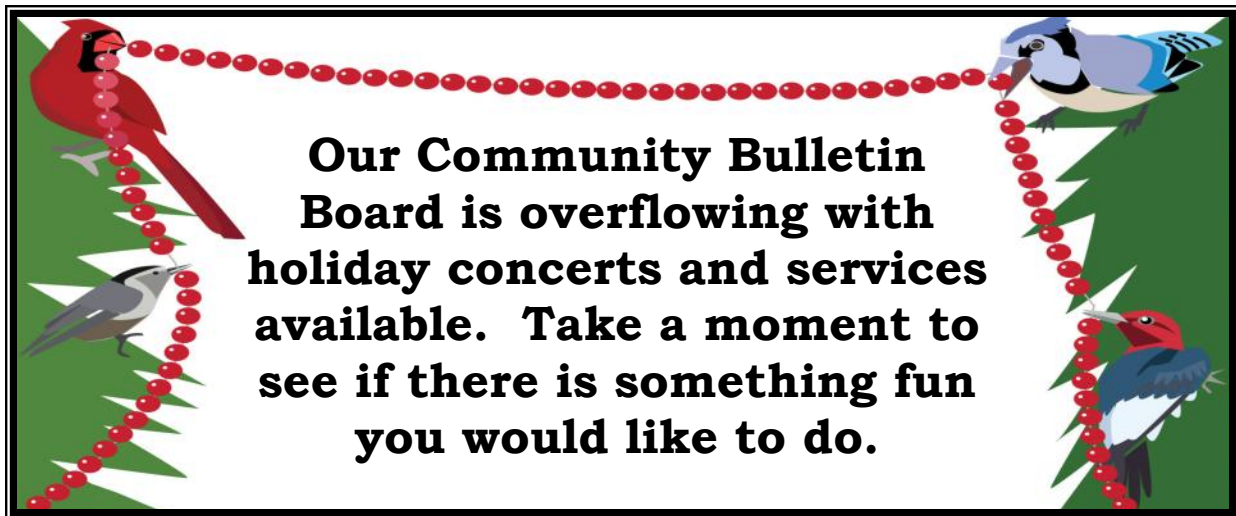 Our Community Bulletin
Board is overflowing with
holiday concerts and services
available.  Take a moment to
see if there is something fun
you would like to do.